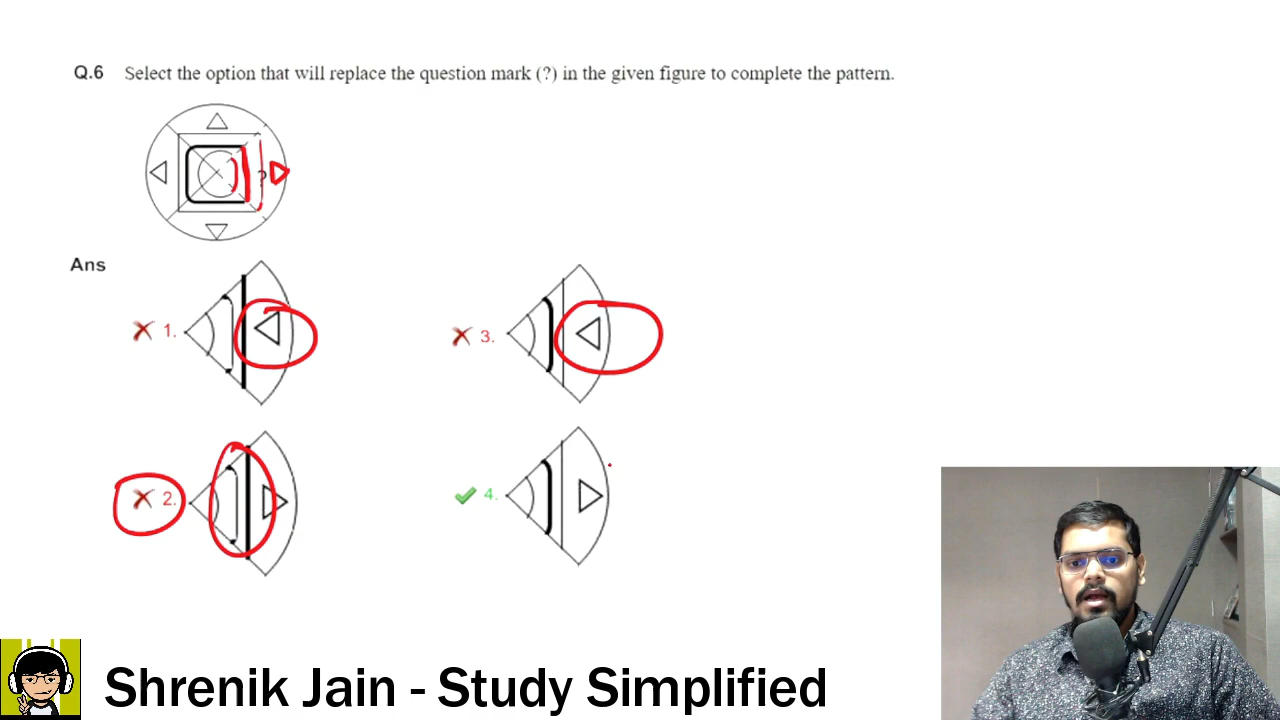 Q.6 Select the option that will replace the question mark (?) in the given figure to complete the pattern.
?
Ans
1.
3.
2.
4.
Shrenik Jain - Study Simplified